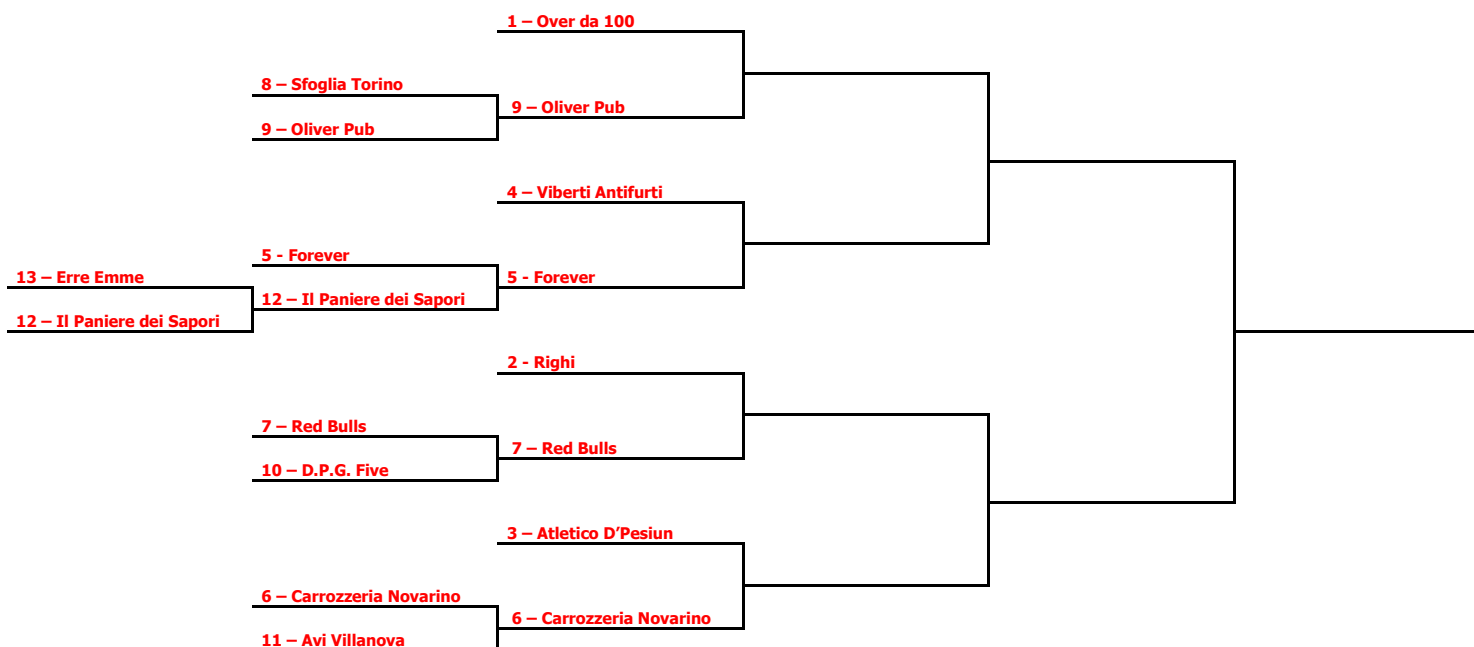 1 – Over da 100
8 – Sfoglia Torino
9 – Oliver Pub
9 – Oliver Pub
4 – Viberti Antifurti
5 - Forever
13 – Erre Emme
5 - Forever
12 – Il Paniere dei Sapori
12 – Il Paniere dei Sapori
2 - Righi
7 – Red Bulls
7 – Red Bulls
10 – D.P.G. Five
3 – Atletico D’Pesiun
6 – Carrozzeria Novarino
6 – Carrozzeria Novarino
11 – Avi Villanova